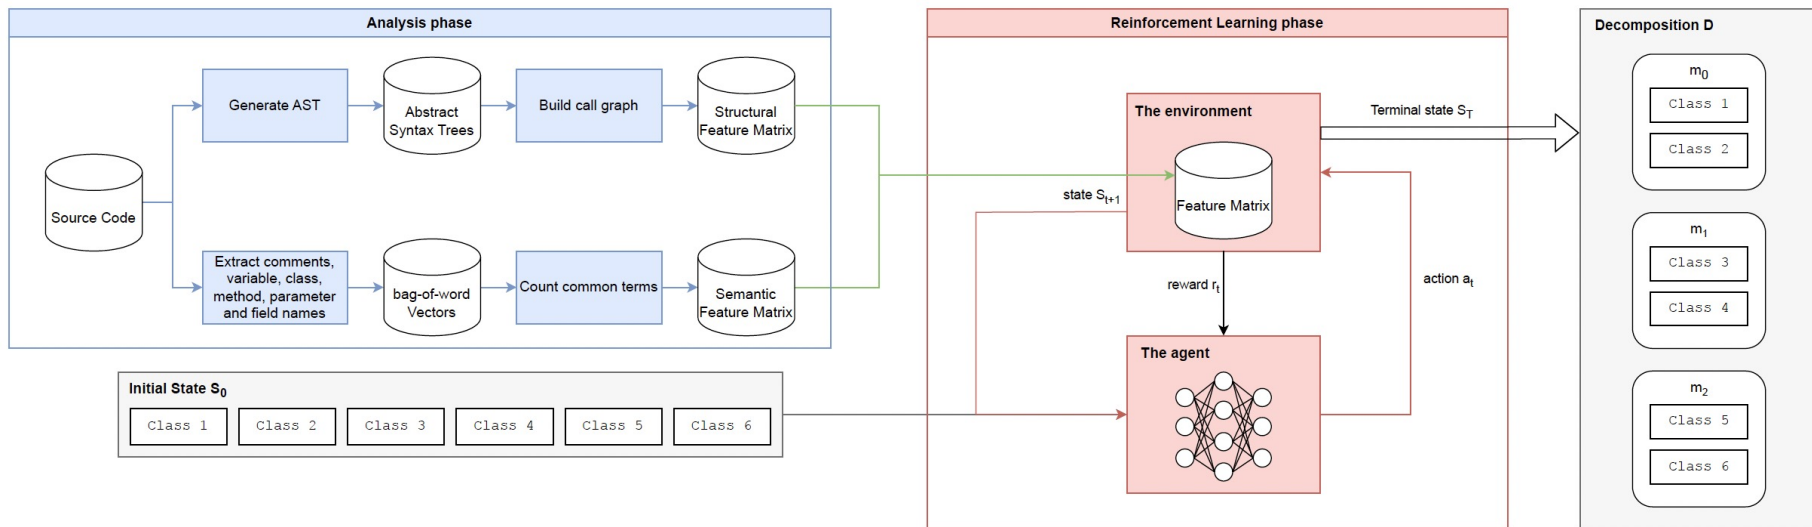 Analysis phase
Generate AST
Abstract
Syntax Trees
Build call graph
Structural
Feature Matrix
Source Code
Extract comments,
variable, class,
method, parameter
and field names
bag-of-word
Vectors
Count common terms
Semantic
Feature Matrix
Initial State S0
Class 1
Class 2
Class 3
Class 4
Class 5
Class 6
Reinforcement Learning phase
The environment
Feature Matrix
state St+1
reward rt
action at
The agent
Terminal state ST
Decomposition D
m0
Class 1
Class 2
m1
Class 3
Class 4
m2
Class 5
Class 6